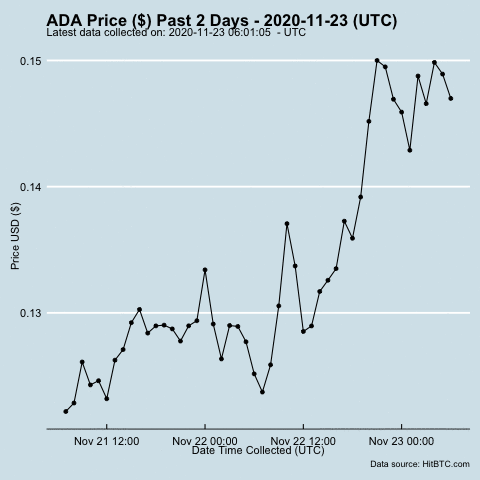 ADA Price ($) Past 2 Days - 2020-11-23 (UTC)
Latest data collected on: 2020-11-23 06:01:05 - UTC
0.15
0.14
0.13
Price USD ($)
Nov 21 12:00 Nov 22 00:00 Nov 22 12:00 Nov 23 00:00
Date Time Collected (UTC)
Data source: HitBTC.com